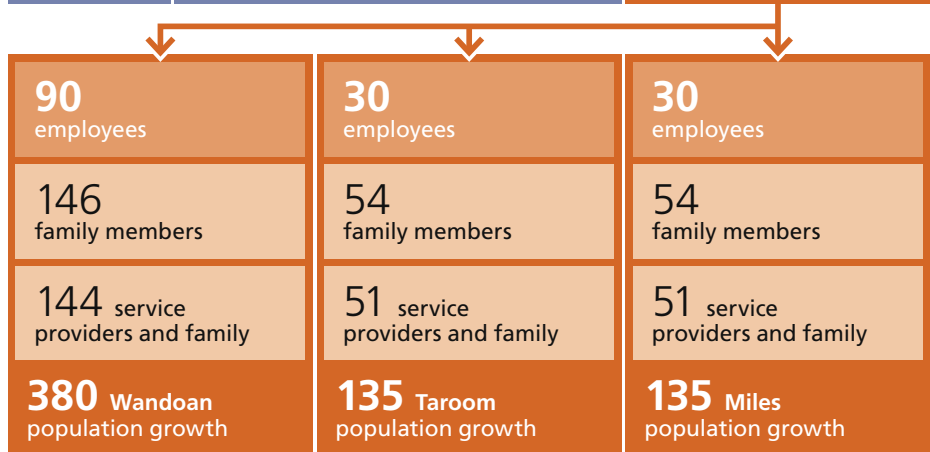 90
employees
146
family members
144 service
providers and family
380 Wandoan
population growth
30
employees
54
family members
51 service
providers and family
135 Taroom
population growth
30
employees
54
family members
51 service
providers and family
135 Miles
population growth